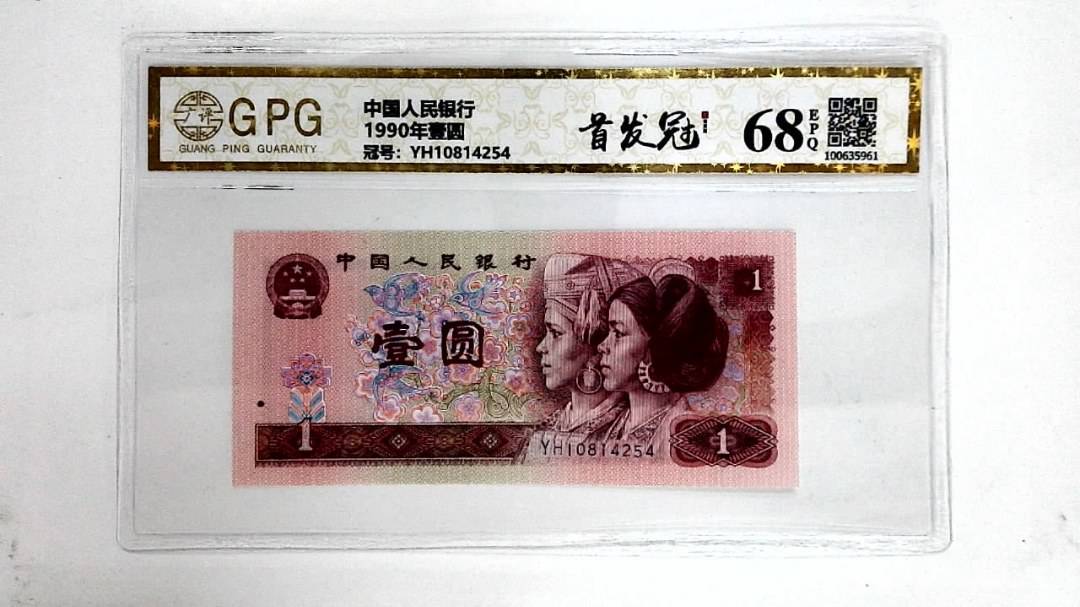 广评
GPG
GUANG PING GUARANTY
中国人民银行
1990年壹圆
冠号：YH10814254
首发冠
68
EPQ
100635961
中国人民银行
1
壹圆
1
YH10814254
1